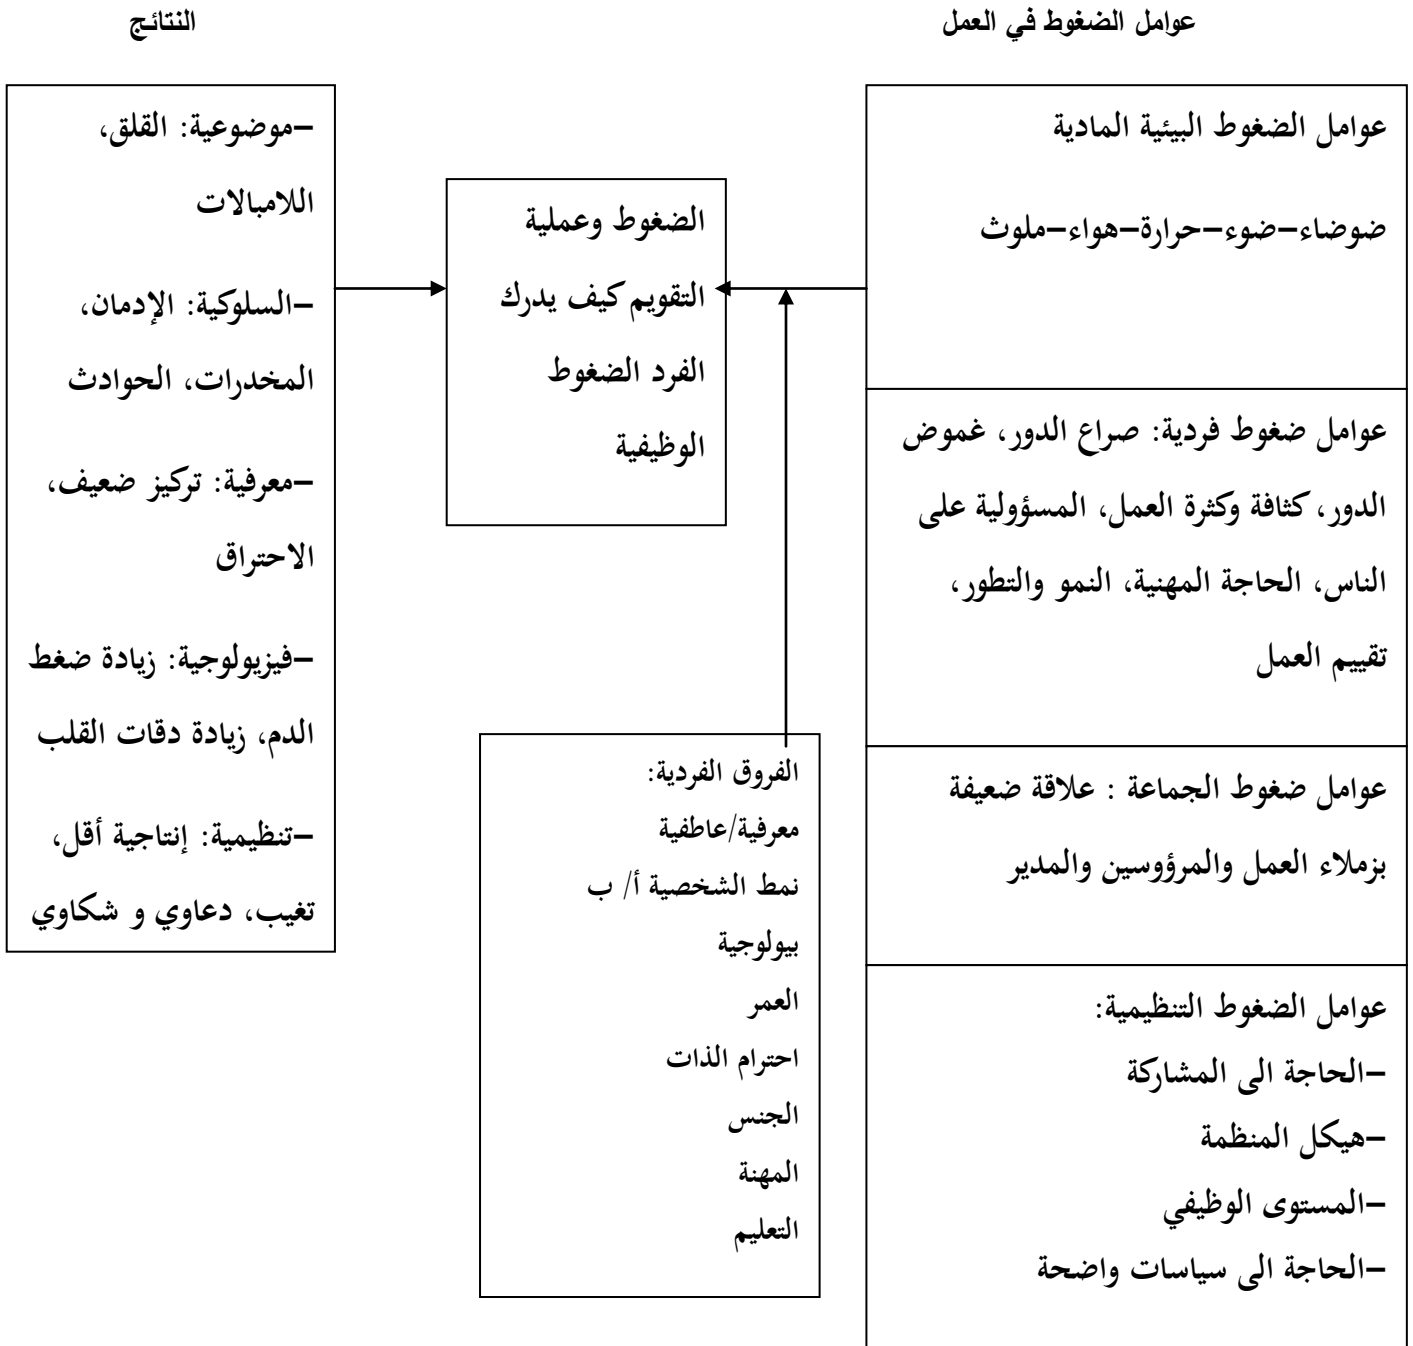 عوامل الضغوط في العمل
عوامل الضغوط البيئية المادية
ضوضاء–ضوء–حرارة–هواء–ملوث
عوامل ضغوط فردية: صراع الدور، غموض
الدور، كثافة وكثرة العمل، المسؤولية على
الناس، الحاجة المهنية، النمو والتطور،
تقييم العمل
عوامل ضغوط الجماعة : علاقة ضعيفة
بزملاء العمل والمرؤوسين والمدير
عوامل الضغوط التنظيمية:
–الحاجة الى المشاركة
–هيكل المنظمة
–المستوى الوظيفي
–الحاجة الى سياسات واضحة
الضغوط وعملية
التقويم كيف يدرك
الفرد الضغوط
الوظيفية
الفروق الفردية:
معرفية/عاطفية
نمط الشخصية أ/ ب
بيولوجية
العمر
احترام الذات
الجنس
المهنة
التعليم
النتائج
–موضوعية: القلق،
اللامبالات
–السلوكية: الإدمان،
المخدرات، الحوادث
–معرفية: تركيز ضعيف،
الاحتراق
–فيزيولوجية: زيادة ضغط
الدم، زيادة دقات القلب
–تنظيمية: إنتاجية أقل،
تغيب، دعاوي و شكاوي